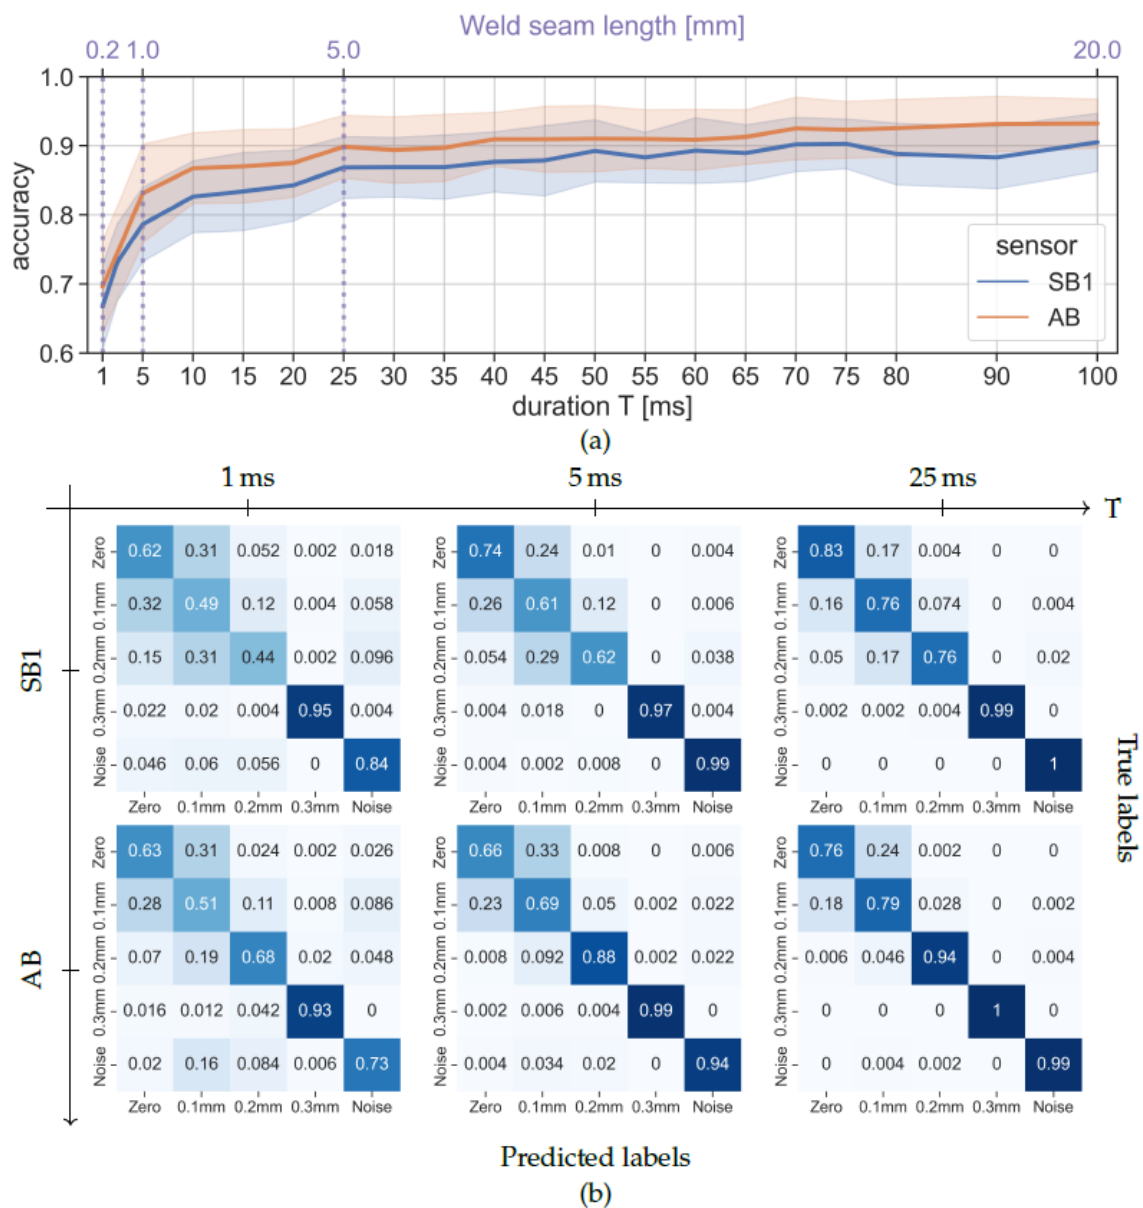 Weld seam length [mm]
0.2 1.0 5.0 20.0
1.0
0.9
0.8
0.7
0.6
accuracy
sensor
SB1
AB
1 5 10 15 20 25 30 35 40 45 50 55 60 65 70 75 80 90 100
duration T [ms]
(a)
1 ms 5 ms 25 ms
T
SB1
Zero 0.62 0.31 0.052 0.002 0.018
0.1mm 0.32 0.49 0.12 0.004 0.058
0.2mm 0.15 0.31 0.44 0.002 0.096
0.3mm 0.022 0.02 0.004 0.95 0.004
Noise 0.046 0.06 0.056 0 0.84
Zero 0.1mm 0.2mm 0.3mm Noise
Zero 0.74 0.24 0.01 0 0.004
0.1mm 0.26 0.61 0.12 0 0.006
0.2mm 0.054 0.29 0.62 0 0.038
0.3mm 0.004 0.018 0 0.97 0.004
Noise 0.004 0.002 0.008 0 0.99
Zero 0.1mm 0.2mm 0.3mm Noise
Zero 0.83 0.17 0.004 0 0
0.1mm 0.16 0.76 0.074 0 0.004
0.2mm 0.05 0.17 0.76 0 0.02
0.3mm 0.002 0.002 0.004 0.99 0
Noise 0 0 0 0 1
Zero 0.1mm 0.2mm 0.3mm Noise
AB
Zero 0.63 0.31 0.024 0.002 0.026
0.1mm 0.28 0.51 0.11 0.008 0.086
0.2mm 0.07 0.19 0.68 0.02 0.048
0.3mm 0.016 0.012 0.042 0.93 0
Noise 0.02 0.16 0.084 0.006 0.73
Zero 0.1mm 0.2mm 0.3mm Noise
Zero 0.66 0.33 0.008 0 0.006
0.1mm 0.23 0.69 0.05 0.002 0.022
0.2mm 0.008 0.092 0.88 0.002 0.022
0.3mm 0.002 0.006 0.004 0.99 0
Noise 0.004 0.034 0.02 0 0.94
Zero 0.1mm 0.2mm 0.3mm Noise
Zero 0.76 0.24 0.002 0 0
0.1mm 0.18 0.79 0.028 0 0.002
0.2mm 0.006 0.046 0.94 0 0.004
0.3mm 0 0 0 1 0
Noise 0 0.004 0.002 0 0.99
Zero 0.1mm 0.2mm 0.3mm Noise
True labels
Predicted labels
(b)